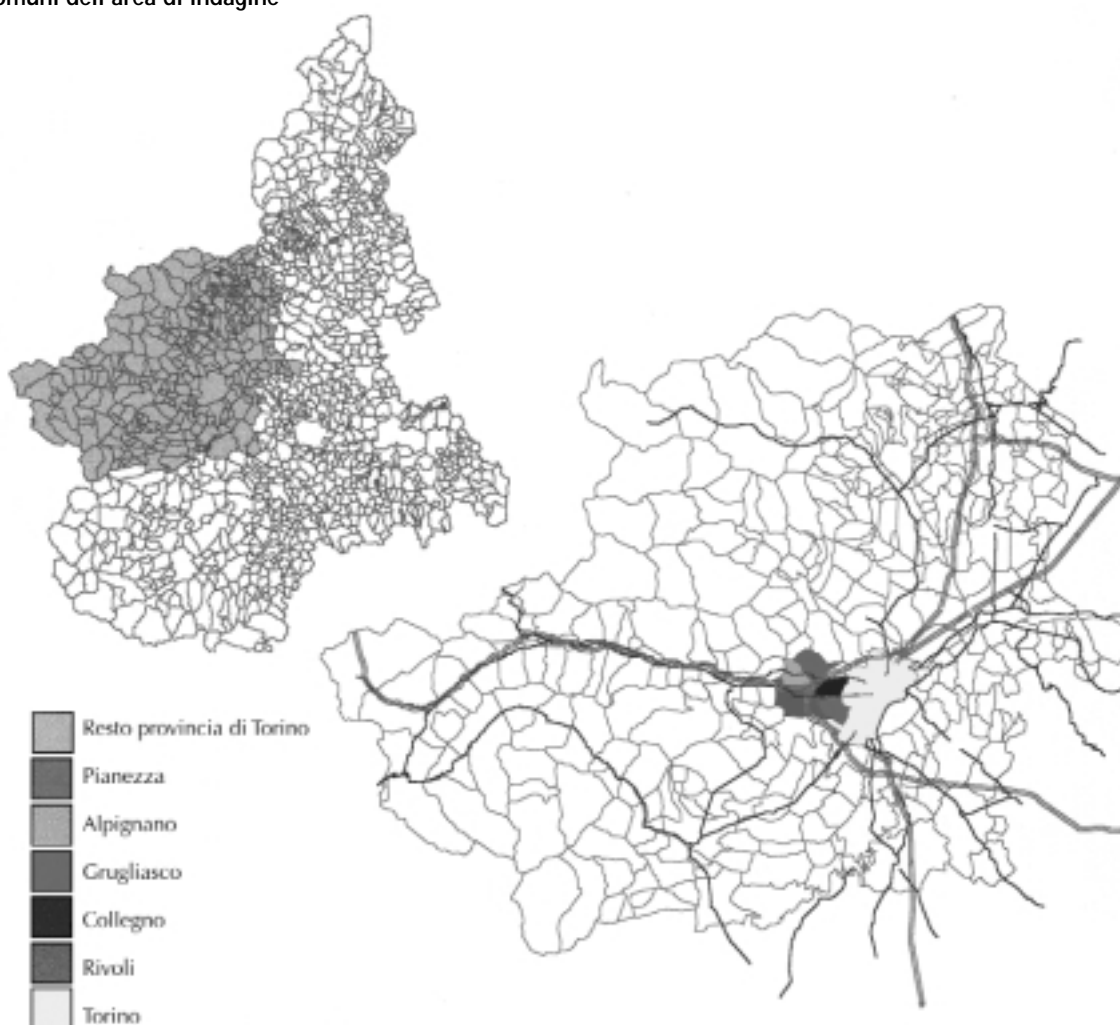 omuni dell'area di indagine
Resto provincia di Torino
Pianezza
Alpignano
Grugliasco
Collegno
Rivoli
Torino